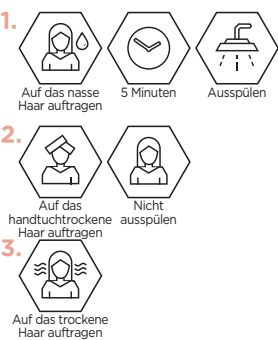 1.
Auf das nasse
Haar auftragen
5 Minuten
Ausspülen
2.
Auf das
handtuchtrockene
Haar auftragen
Nicht
ausspülen
3.
Auf das trockene
Haar auftragen